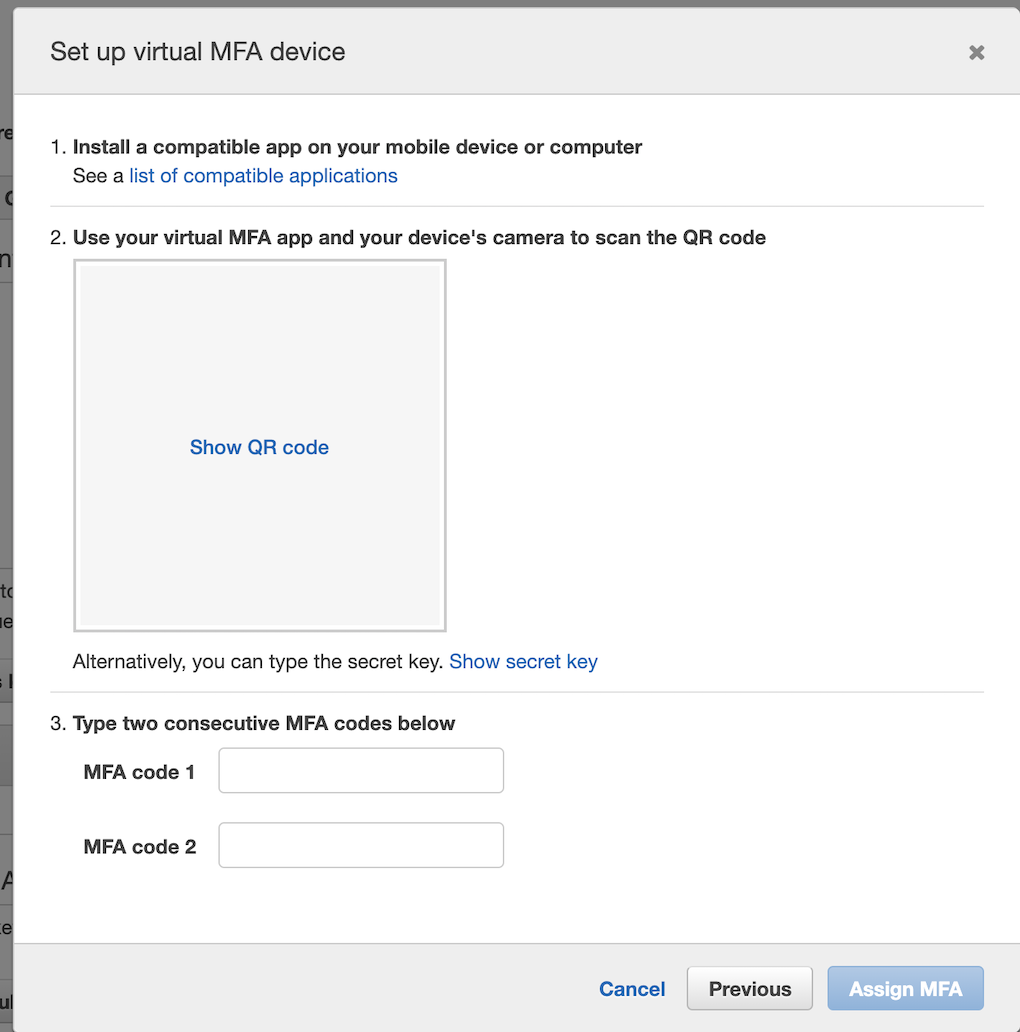 Set up virtual MFA device
1. Install a compatible app on your mobile device or computer
See a list of compatible applications
2. Use your virtual MFA app and your device's camera to scan the QR code
Show QR code
Alternatively, you can type the secret key. Show secret key
3. Type two consecutive MFA codes below
MFA code 1
MFA code 2
Cancel Previous Assign MFA